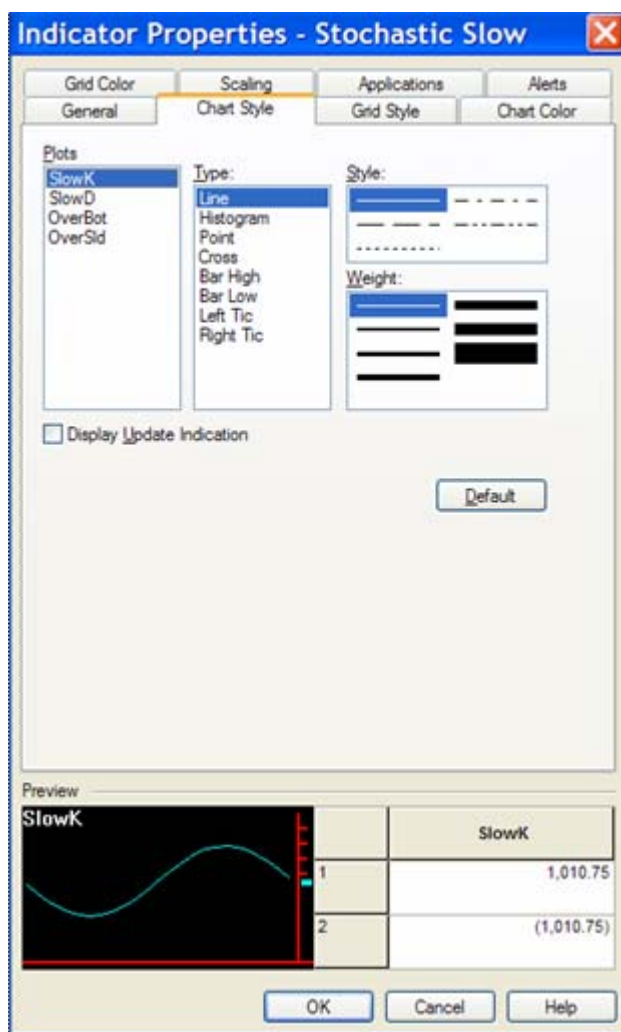 Indicator Properties - Stochastic Slow
Grid Color
Scaling
Applications
Alerts
General
Chart Style
Grid Style
Chart Color
Plots
SlowK
SlowD
OverBot
OverSld
Type:
Line
Histogram
Point
Cross
Bar High
Bar Low
Left Tic
Right Tic
Style:
Weight:
Display Update Indication
Default
Preview
SlowK
SlowK
1
1,010.75
2
(1,010.75)
OK
Cancel
Help